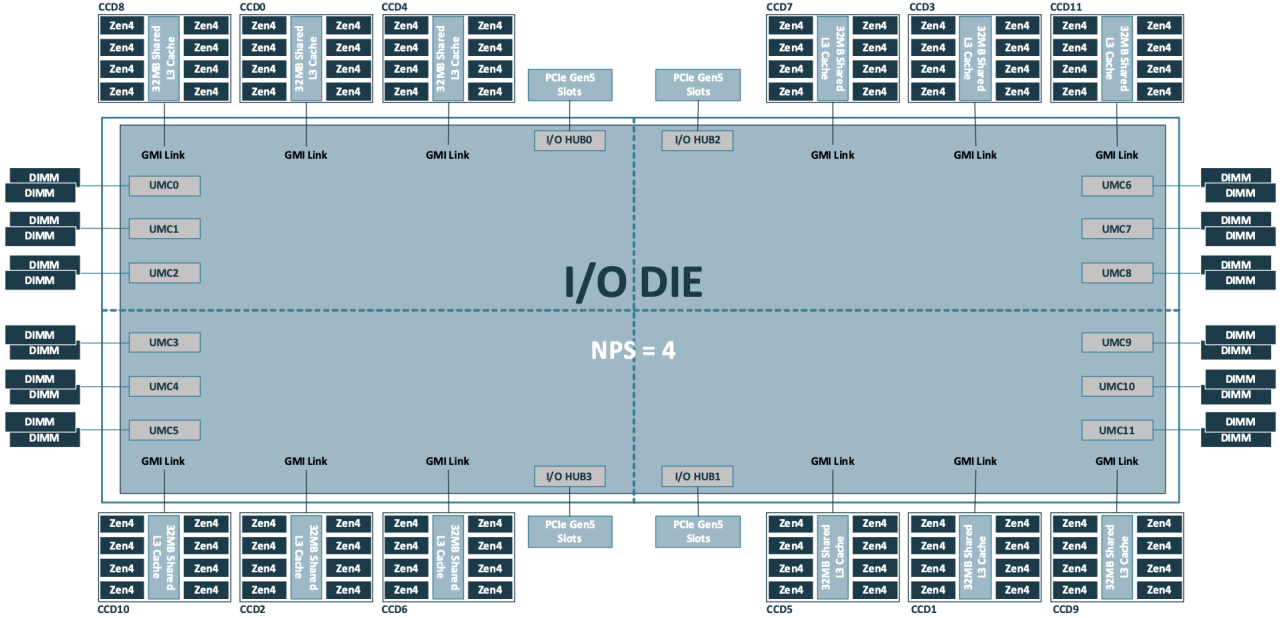 CCD8 CCD0 CCD4 CCD7 CCD3 CCD11
Zen4 Zen4 Zen4 Zen4 Zen4 Zen4 Zen4 Zen4 Zen4 Zen4 Zen4 Zen4
Zen4 Zen4 Zen4 Zen4 Zen4 Zen4 Zen4 Zen4 Zen4 Zen4 Zen4 Zen4
Zen4 Zen4 Zen4 Zen4 Zen4 Zen4 Zen4 Zen4 Zen4 Zen4 Zen4 Zen4
Zen4 Zen4 Zen4 Zen4 Zen4 Zen4 Zen4 Zen4 Zen4 Zen4 Zen4 Zen4
32MB Shared
L3 Cache
32MB Shared
L3 Cache
32MB Shared
L3 Cache
32MB Shared
L3 Cache
32MB Shared
L3 Cache
32MB Shared
L3 Cache
PCIe Gen5
Slots
PCIe Gen5
Slots
I/O HUB0 I/O HUB2
GMI Link GMI Link GMI Link GMI Link GMI Link GMI Link
DIMM
DIMM
UMC0
UMC6
DIMM
DIMM
DIMM
DIMM
UMC1
UMC7
DIMM
DIMM
DIMM
DIMM
UMC2
UMC8
DIMM
DIMM
I/O DIE
DIMM
DIMM
UMC3
UMC9
DIMM
DIMM
NPS = 4
DIMM
DIMM
UMC4
UMC10
DIMM
DIMM
DIMM
DIMM
UMC5
UMC11
DIMM
DIMM
GMI Link GMI Link GMI Link GMI Link GMI Link GMI Link
I/O HUB3 I/O HUB1
PCIe Gen5
Slots
PCIe Gen5
Slots
Zen4 Zen4 Zen4 Zen4 Zen4 Zen4 Zen4 Zen4 Zen4 Zen4 Zen4 Zen4
Zen4 Zen4 Zen4 Zen4 Zen4 Zen4 Zen4 Zen4 Zen4 Zen4 Zen4 Zen4
Zen4 Zen4 Zen4 Zen4 Zen4 Zen4 Zen4 Zen4 Zen4 Zen4 Zen4 Zen4
Zen4 Zen4 Zen4 Zen4 Zen4 Zen4 Zen4 Zen4 Zen4 Zen4 Zen4 Zen4
32MB Shared
L3 Cache
32MB Shared
L3 Cache
32MB Shared
L3 Cache
32MB Shared
L3 Cache
32MB Shared
L3 Cache
32MB Shared
L3 Cache
CCD10 CCD2 CCD6 CCD5 CCD1 CCD9